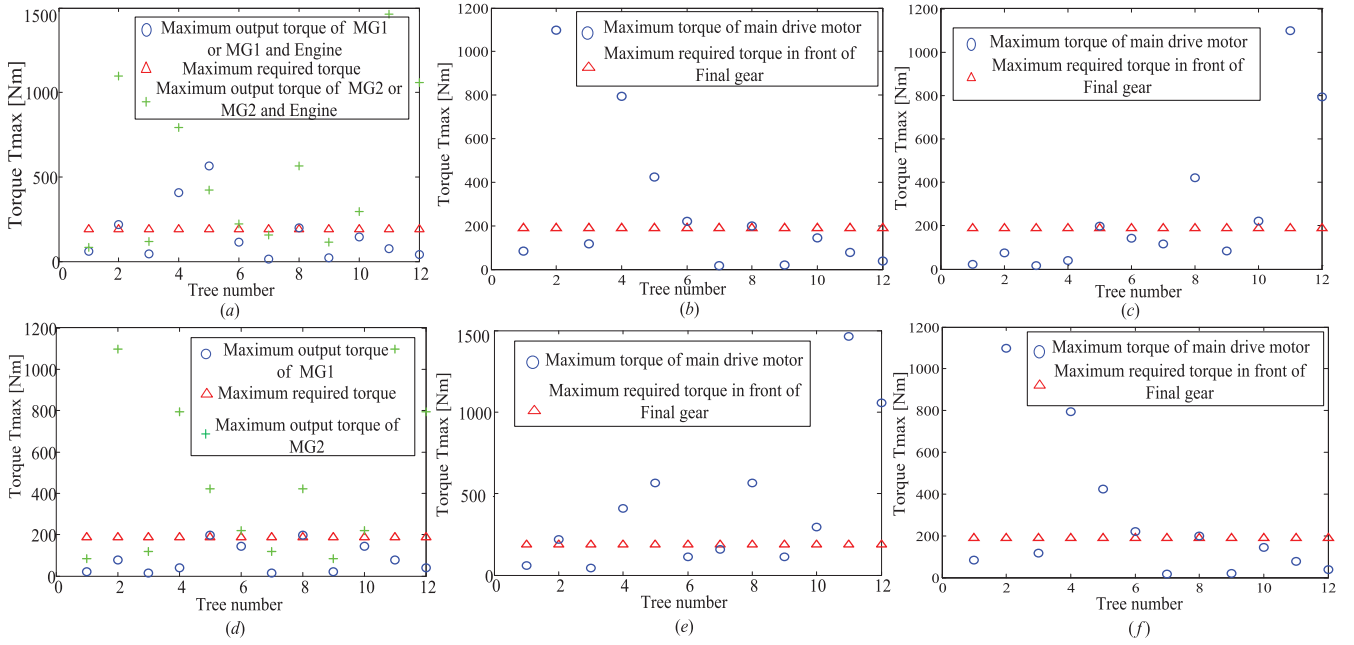 1500
1000
500
0
Torque Tmax [Nm]
Maximum output torque of MG1
or MG1 and Engine
Maximum required torque
Maximum output torque of MG2 or
MG2 and Engine
0 2 4 6 8 10 12
Tree number
(a)
1200
1000
800
600
400
200
0
Torque Tmax [Nm]
Maximum torque of main drive motor
Maximum required torque in front of
Final gear
0 2 4 6 8 10 12
Tree number
(b)
1200
1000
800
600
400
200
0
Torque Tmax [Nm]
Maximum torque of main drive motor
Maximum required torque in front of
Final gear
0 2 4 6 8 10 12
Tree number
(c)
1200
1000
800
600
400
200
0
Torque Tmax [Nm]
Maximum output torque
of MG1
Maximum required torque
Maximum output torque of
MG2
2 4 6 8 10 12
Tree number
(d)
1500
1000
500
0
Torque Tmax [Nm]
Maximum torque of main drive motor
Maximum required torque in front of
Final gear
0 2 4 6 8 10 12
Tree number
(e)
1200
1000
800
600
400
200
0
Torque Tmax [Nm]
Maximum torque of main drive motor
Maximum required torque in front of
Final gear
0 2 4 6 8 10 12
Tree number
(f)